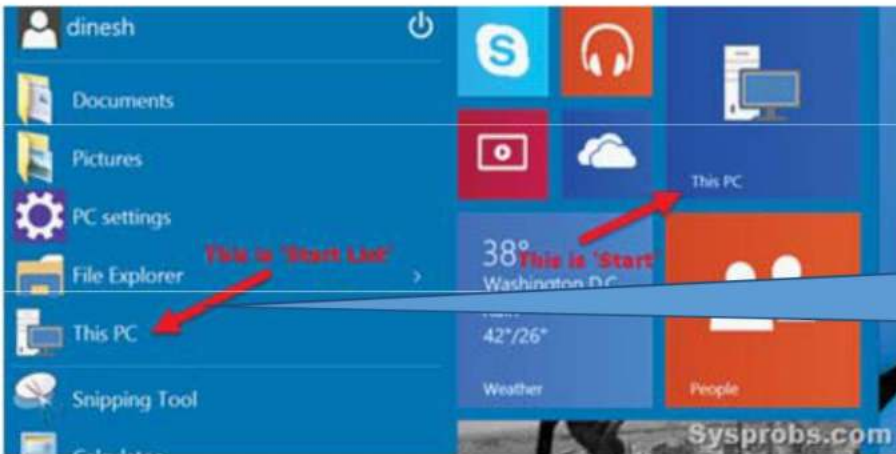 dinesh
Documents
Pictures
PC settings
File Explorer
This PC
Snipping Tool
This is 'Start List'
S
This PC
This is 'Start'
38°
Washington D.C.
Rain
42°/26°
Weather
People
Sysprobs.com